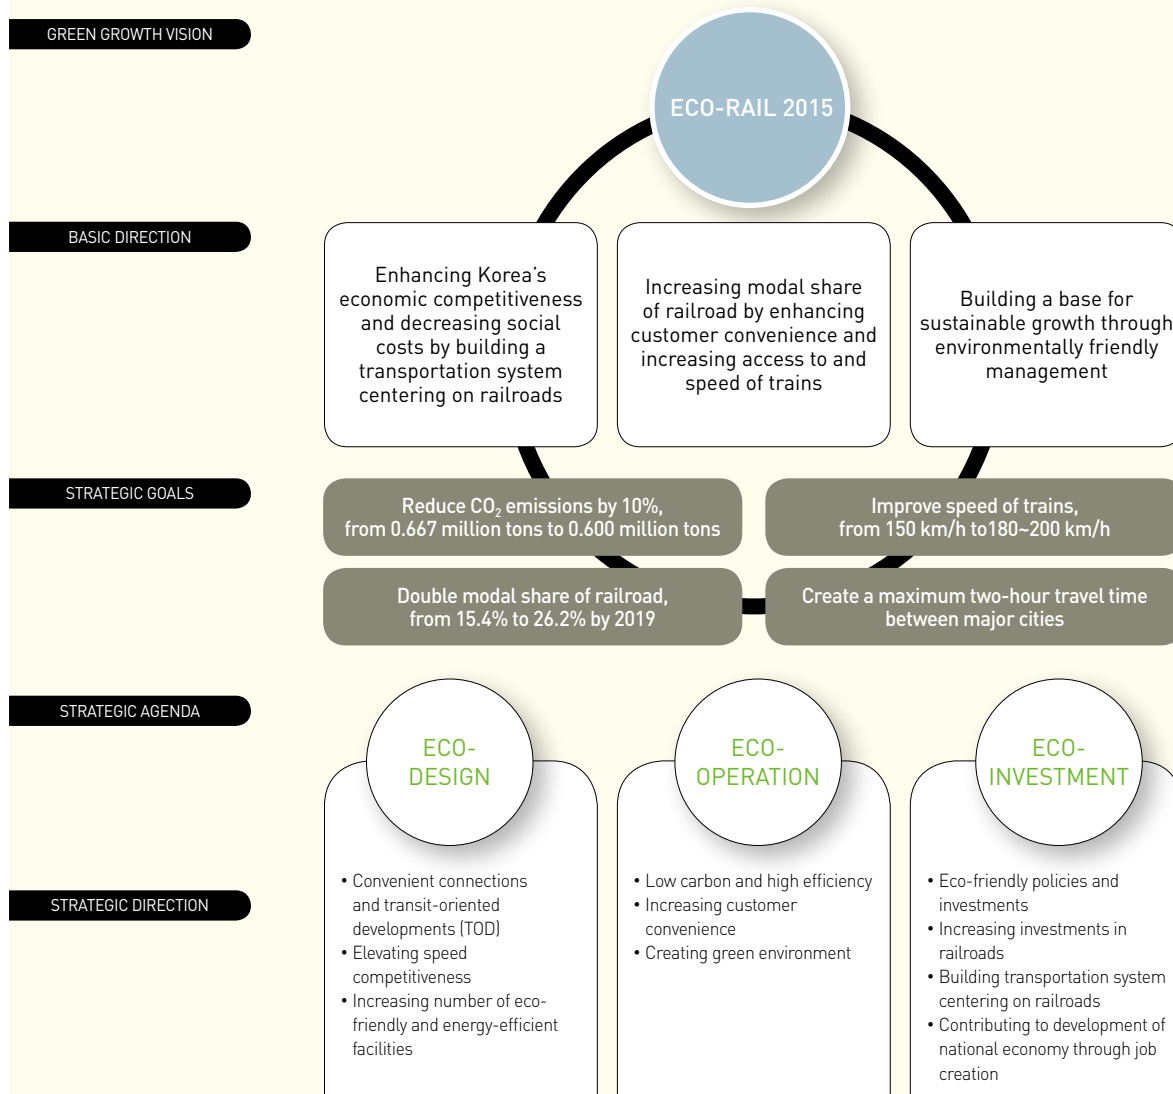 GREEN GROWTH VISION
ECO-RAIL 2015
BASIC DIRECTION
Enhancing Korea’s
economic competitiveness
and decreasing social
costs by building a
transportation system
centering on railroads
Increasing modal share
of railroad by enhancing
customer convenience and
increasing access to and
speed of trains
Building a base for
sustainable growth through
environmentally friendly
management
STRATEGIC GOALS
Reduce CO₂ emissions by 10%,
from 0.667 million tons to 0.600 million tons
Improve speed of trains,
from 150 km/h to180~200 km/h
Double modal share of railroad,
from 15.4% to 26.2% by 2019
Create a maximum two-hour travel time
between major cities
STRATEGIC AGENDA
ECO-
DESIGN
ECO-
OPERATION
ECO-
INVESTMENT
STRATEGIC DIRECTION
• Convenient connections
and transit-oriented
developments (TOD)
• Elevating speed
competitiveness
• Increasing number of eco-
friendly and energy-efficient
facilities
• Low carbon and high efficiency
• Increasing customer
convenience
• Creating green environment
• Eco-friendly policies and
investments
• Increasing investments in
railroads
• Building transportation system
centering on railroads
• Contributing to development of
national economy through job
creation